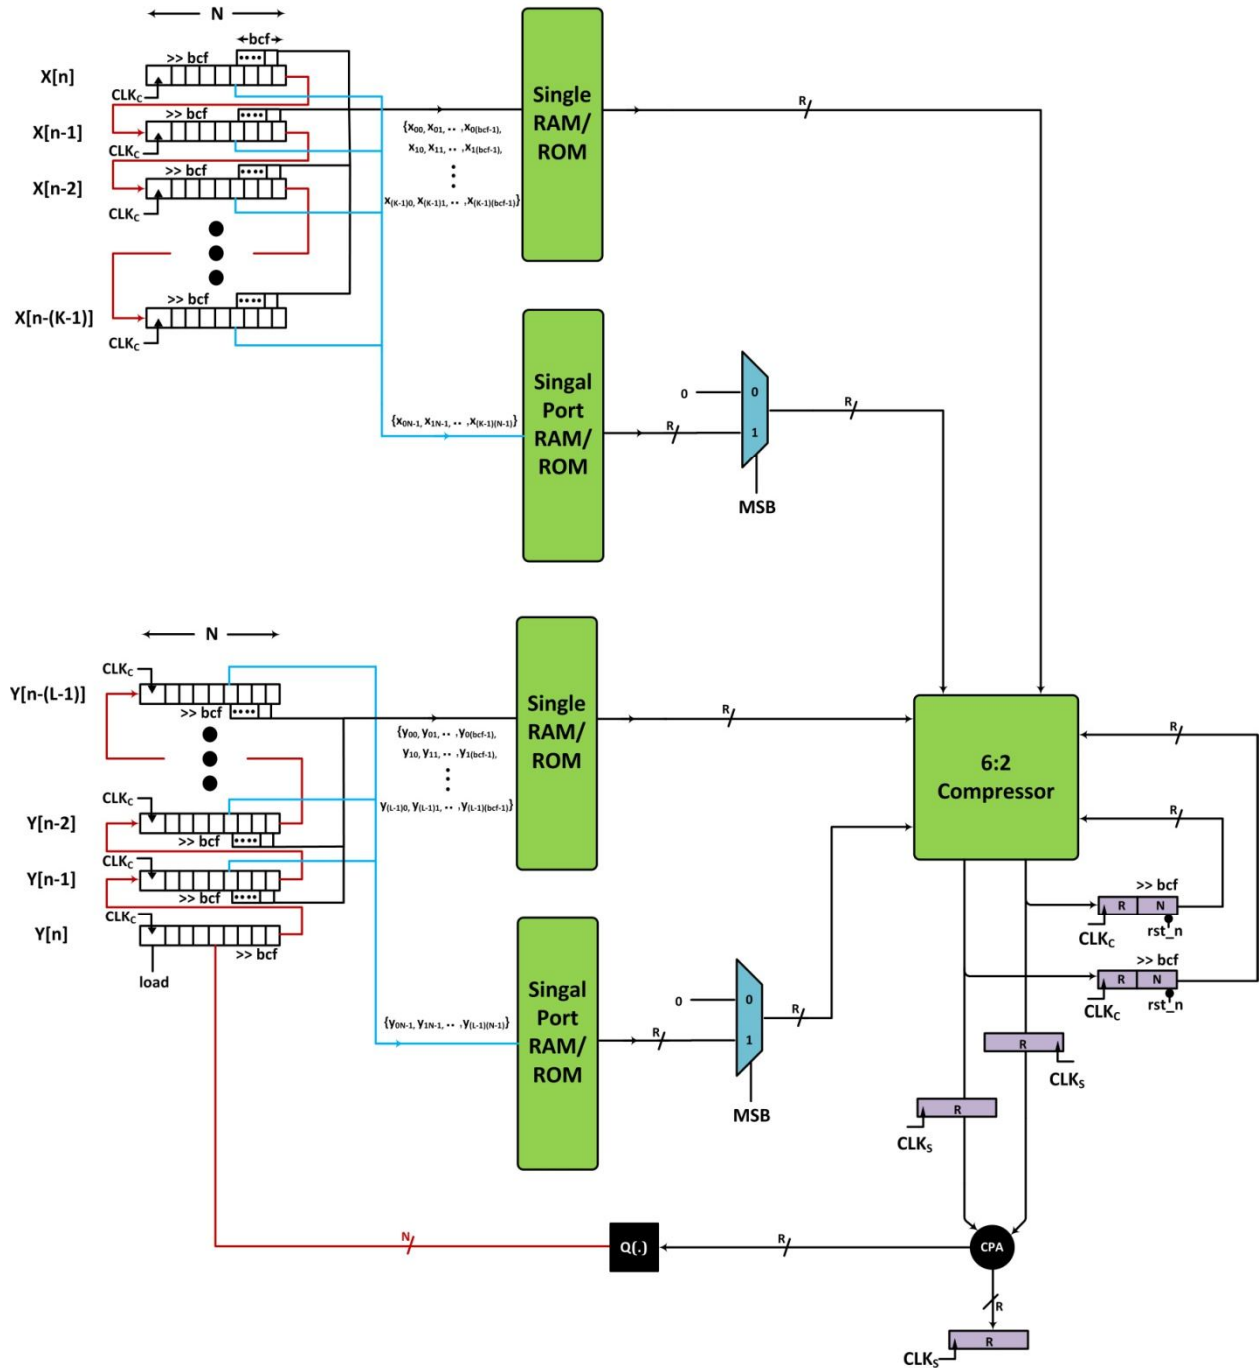 N
bcf
>> bcf
X[n]
CLKC
Single
RAM/
ROM
R
>> bcf
X[n-1]
CLKC
{x00, x01, .. ,x0(bcf-1),
x10, x11, .. ,x1(bcf-1),
>> bcf
X[n-2]
CLKC
x(K-1)0, x(K-1)1, .. ,x(K-1)(bcf-1)}
>> bcf
X[n-(K-1)]
CLKC
Singal
Port
RAM/
ROM
{x0N-1, x1N-1, .. ,x(K-1)(N-1)}
R
0
0
1
R
MSB
N
CLKC
Y[n-(L-1)]
>> bcf
{y00, y01, .. ,y0(bcf-1),
y10, y11, .. ,y1(bcf-1),
y(L-1)0, y(L-1)1, .. ,y(L-1)(bcf-1)}
Single
RAM/
ROM
R
6:2
Compressor
R
R
CLKC
Y[n-2]
>> bcf
CLKC
Y[n-1]
>> bcf
CLKC
Y[n]
>> bcf
load
>> bcf
R N
CLKC
rst_n
>> bcf
R N
CLKC
rst_n
{y0N-1, y1N-1, .. ,y(L-1)(N-1)}
Singal
Port
RAM/
ROM
R
0
0
1
R
MSB
R
CLKS
R
CLKS
N
Q(.)
R
CPA
R
R
CLKS